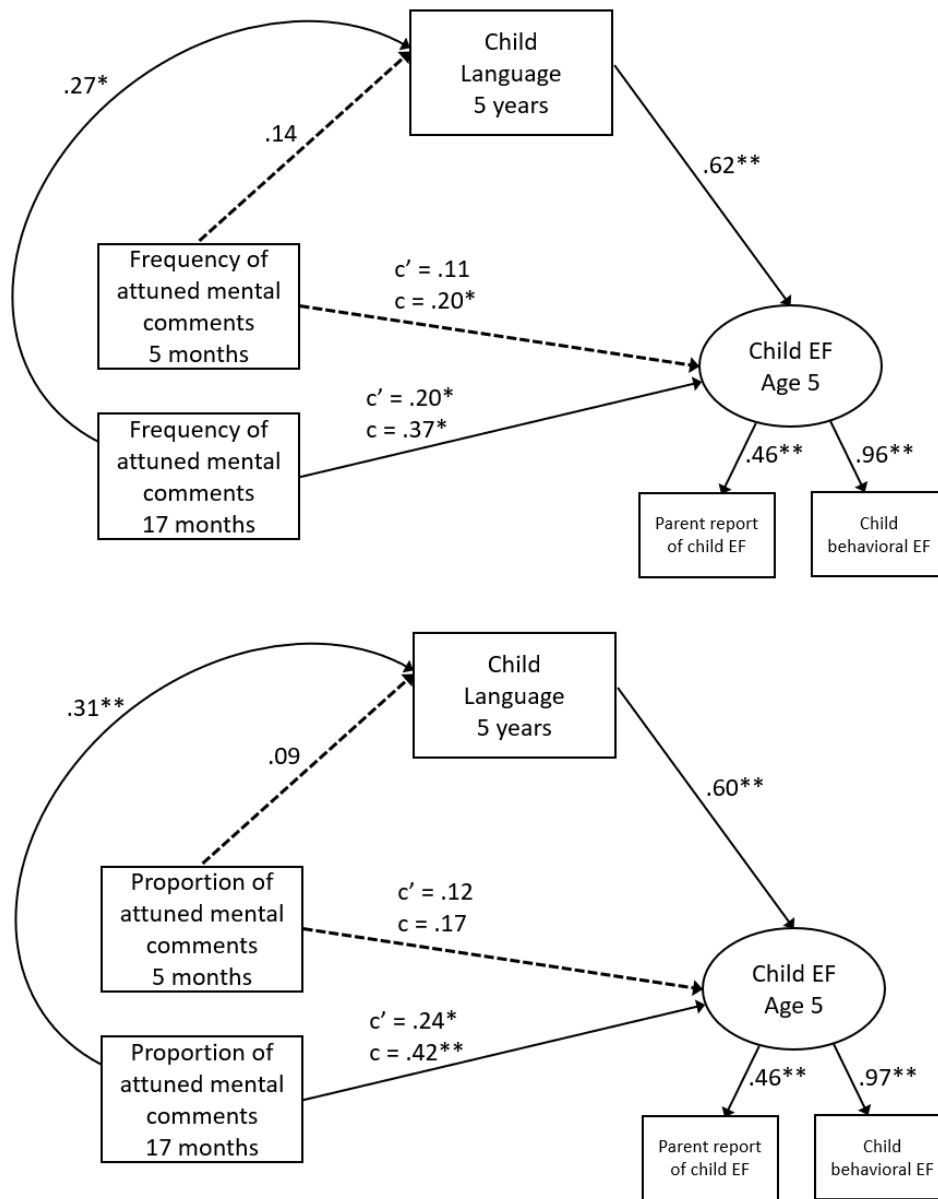 Child
Language
5 years
.27*
.14
.62**
Frequency of
attuned mental
comments
5 months
c’ = .11
c = .20*
Child EF
Age 5
Frequency of
attuned mental
comments
17 months
c’ = .20*
c = .37*
.46**
.96**
Parent report
of child EF
Child
behavioral EF
Child
Language
5 years
.31**
.09
.60**
Proportion of
attuned mental
comments
5 months
c’ = .12
c = .17
Child EF
Age 5
Proportion of
attuned mental
comments
17 months
c’ = .24*
c = .42**
.46**
.97**
Parent report
of child EF
Child
behavioral EF